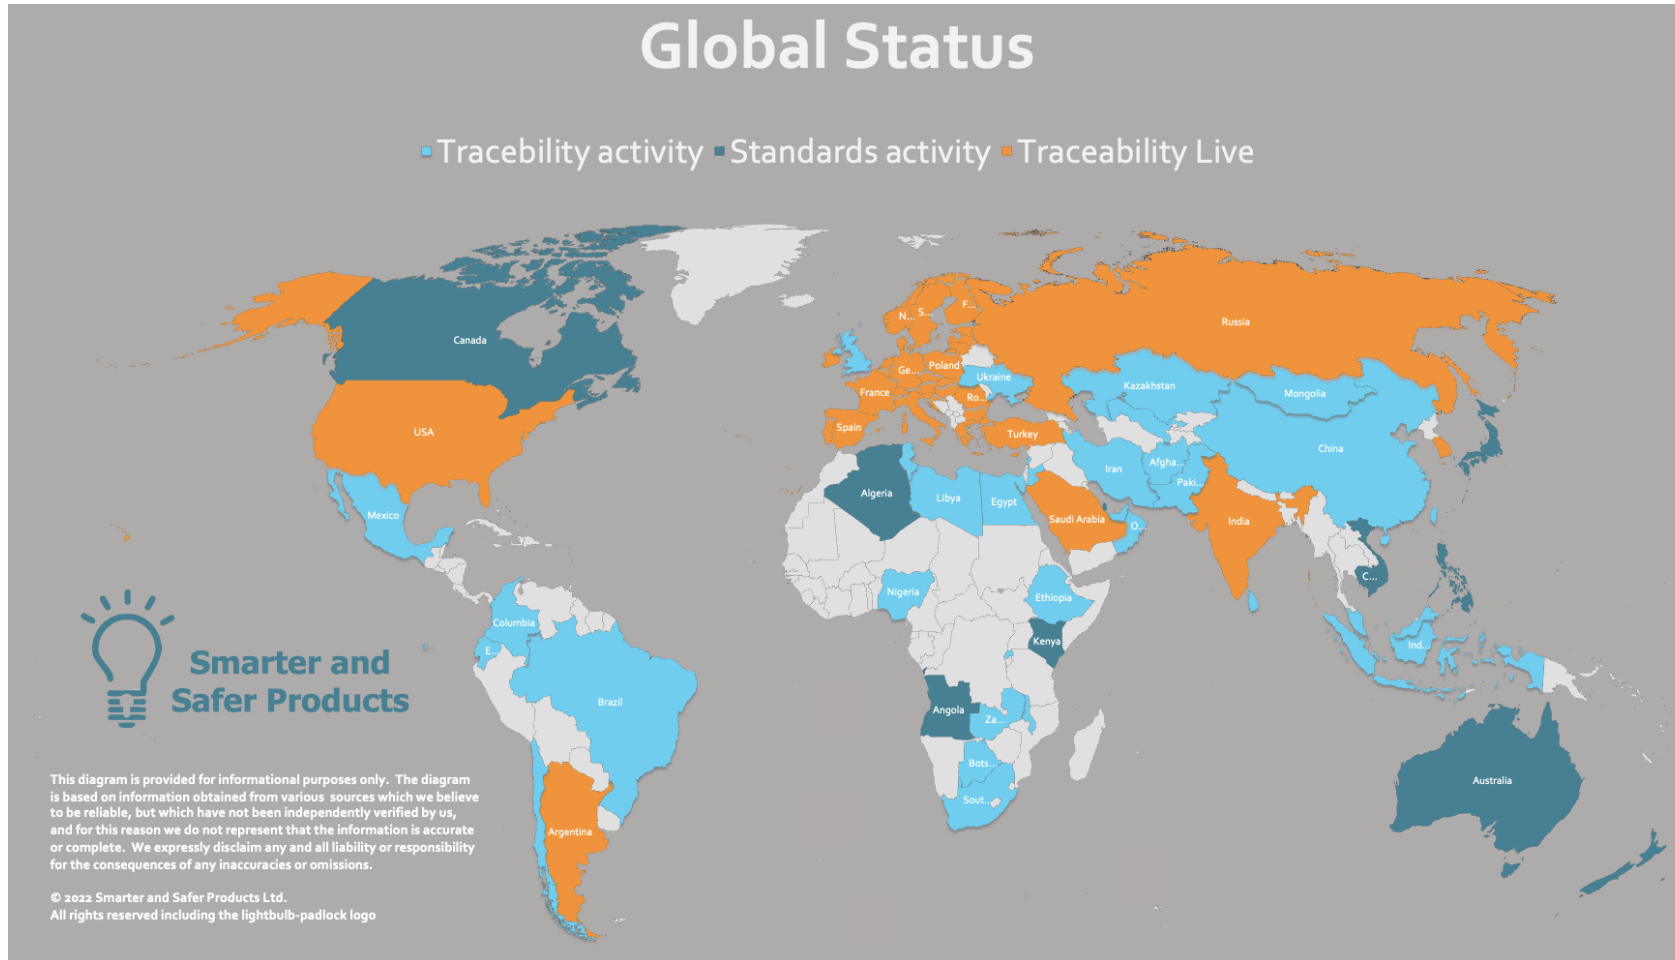 Global Status
Tracebility activity Standards activity Traceability Live
Canada
USA
Mexico
Columbia
E...
Brazil
Argentina
N...
S...
F...
Ge...
Poland
Ukraine
France
Ro...
Spain
Turkey
Russia
Kazakhstan
Mongolia
China
Iran
Afgha...
Paki...
Algeria
Libya
Egypt
Saudi Arabia
O...
India
C...
Nigeria
Ethiopia
Kenya
Ind...
Angola
Za...
Bots...
Sout...
Australia
Smarter and
Safer Products
This diagram is provided for informational purposes only. The diagram
is based on information obtained from various sources which we believe
to be reliable, but which have not been independently verified by us,
and for this reason we do not represent that the information is accurate
or complete. We expressly disclaim any and all liability or responsibility
for the consequences of any inaccuracies or omissions.
© 2022 Smarter and Safer Products Ltd.
All rights reserved including the lightbulb-padlock logo